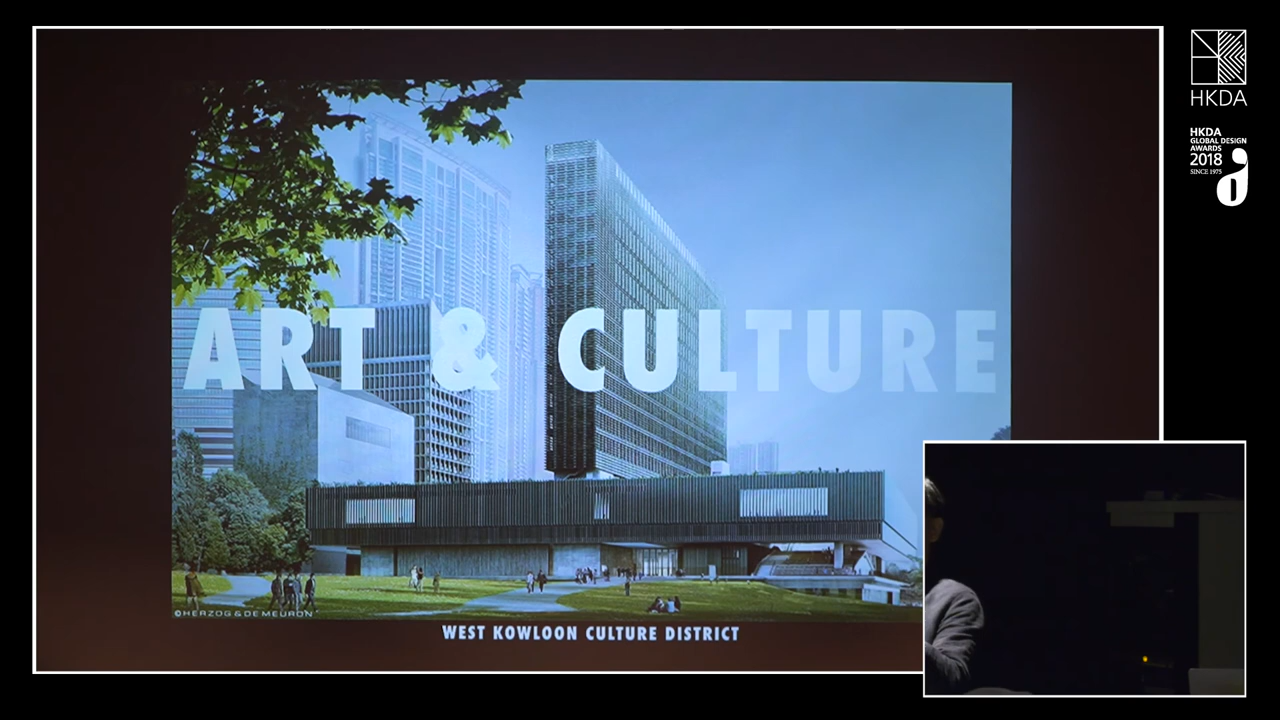 ART & CULTURE
©HERZOG & DE MEURON
WEST KOWLOON CULTURE DISTRICT
HKDA
HKDA
GLOBAL DESIGN
AWARDS
2018
SINCE 1975